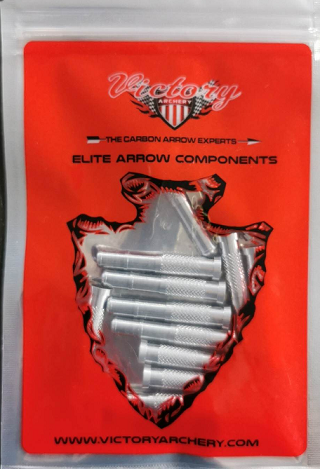 Victory
ARCHERY
THE CARBON ARROW EXPERTS
ELITE ARROW COMPONENTS
WWW.VICTORYARCHERY.COM